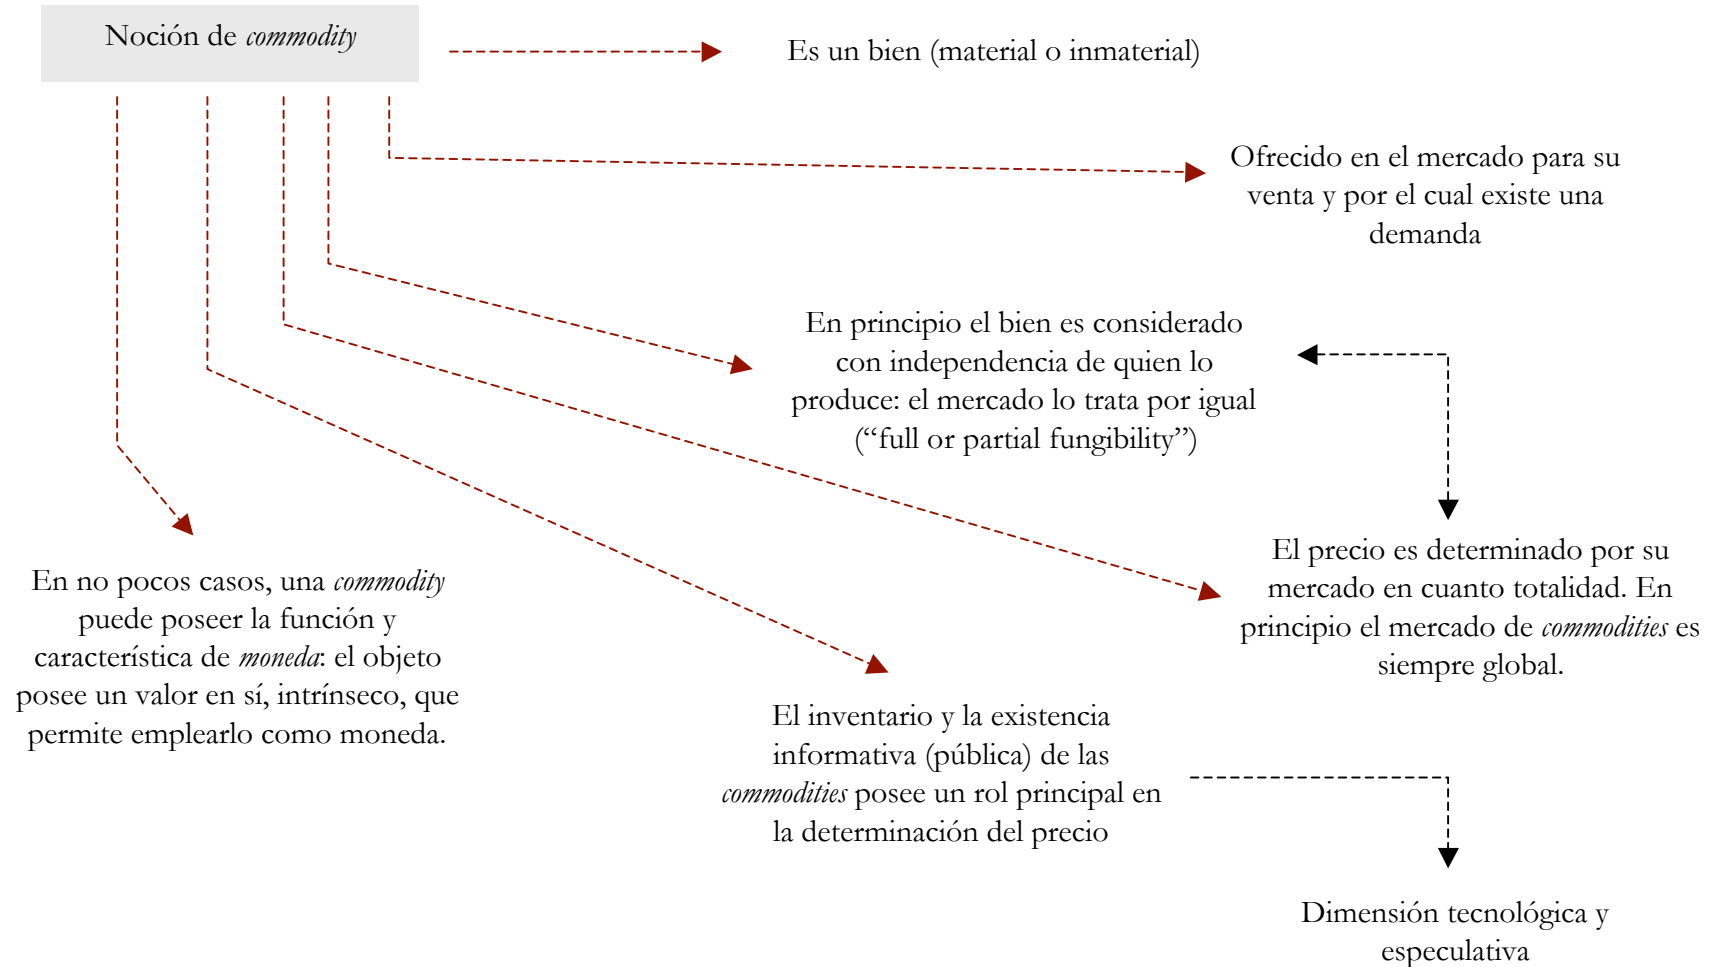 Noción de commodity
Es un bien (material o inmaterial)
Ofrecido en el mercado para su
venta y por el cual existe una
demanda
En principio el bien es considerado
con independencia de quien lo
produce: el mercado lo trata por igual
(“full or partial fungibility”)
El precio es determinado por su
mercado en cuanto totalidad. En
principio el mercado de commodities es
siempre global.
En no pocos casos, una commodity
puede poseer la función y
característica de moneda: el objeto
posee un valor en sí, intrínseco, que
permite emplearlo como moneda.
El inventario y la existencia
informativa (pública) de las
commodities posee un rol principal en
la determinación del precio
Dimensión tecnológica y
especulativa